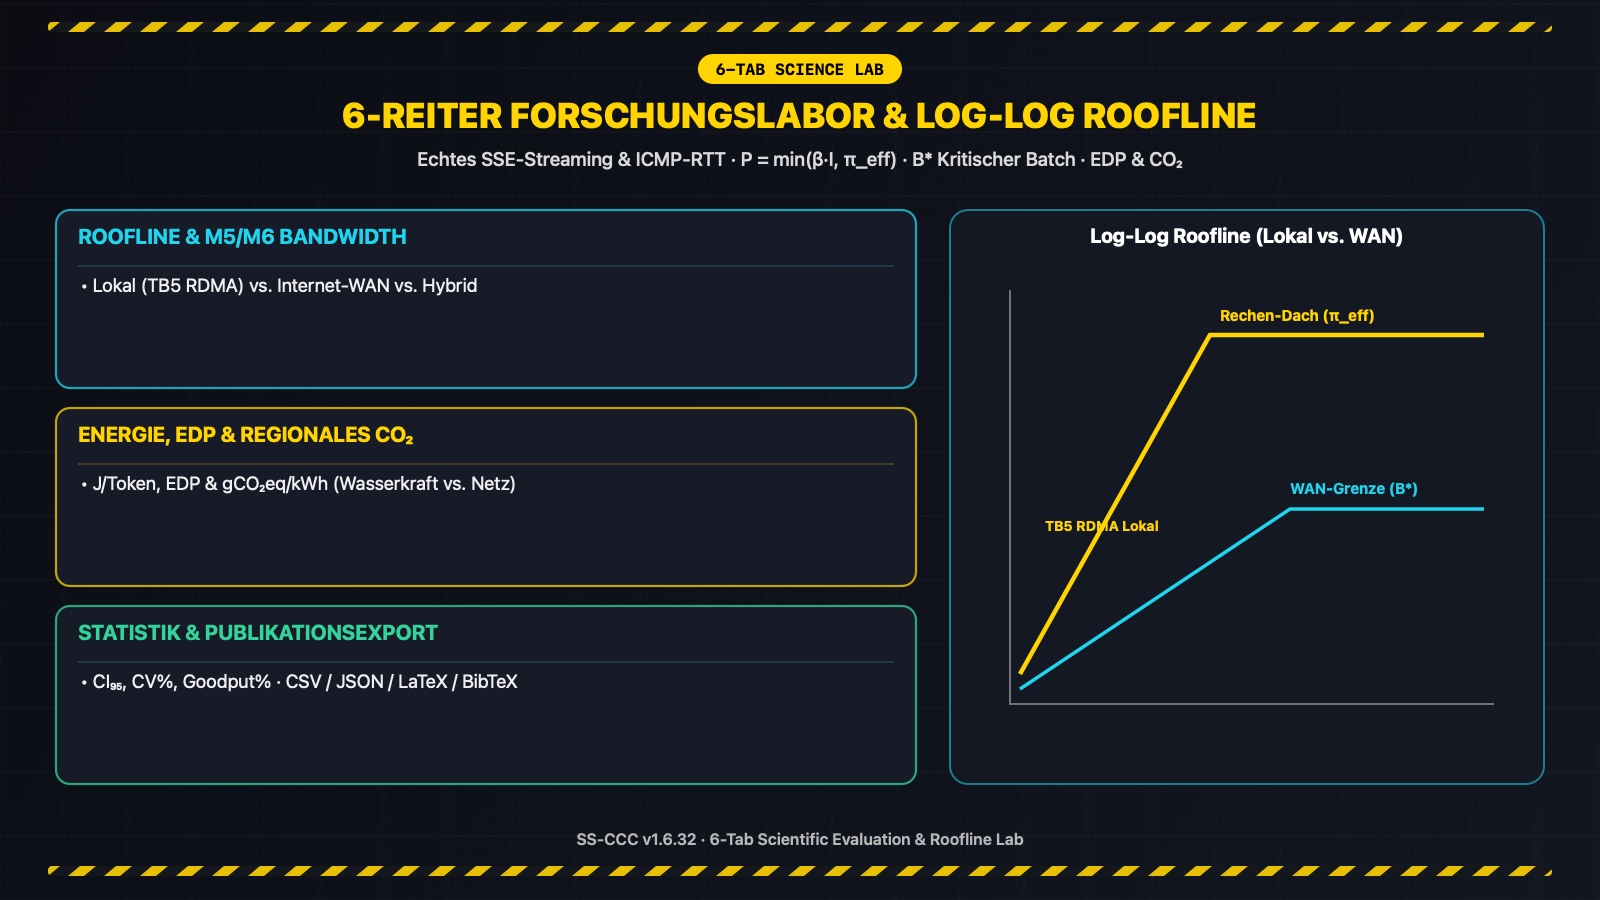 6-TAB SCIENCE LAB
6-REITER FORSCHUNGSLABOR & LOG-LOG ROOFLINE
Echtes SSE-Streaming & ICMP-RTT · P = min(β·I, π_eff) · B* Kritischer Batch · EDP & CO₂
ROOFLINE & M5/M6 BANDWIDTH
• Lokal (TB5 RDMA) vs. Internet-WAN vs. Hybrid
ENERGIE, EDP & REGIONALES CO₂
• J/Token, EDP & gCO₂eq/kWh (Wasserkraft vs. Netz)
STATISTIK & PUBLIKATIONSEXPORT
• CI₉₅, CV%, Goodput% · CSV / JSON / LaTeX / BibTeX
Log-Log Roofline (Lokal vs. WAN)
Rechen-Dach (π_eff)
WAN-Grenze (B*)
TB5 RDMA Lokal
SS-CCC v1.6.32 · 6-Tab Scientific Evaluation & Roofline Lab